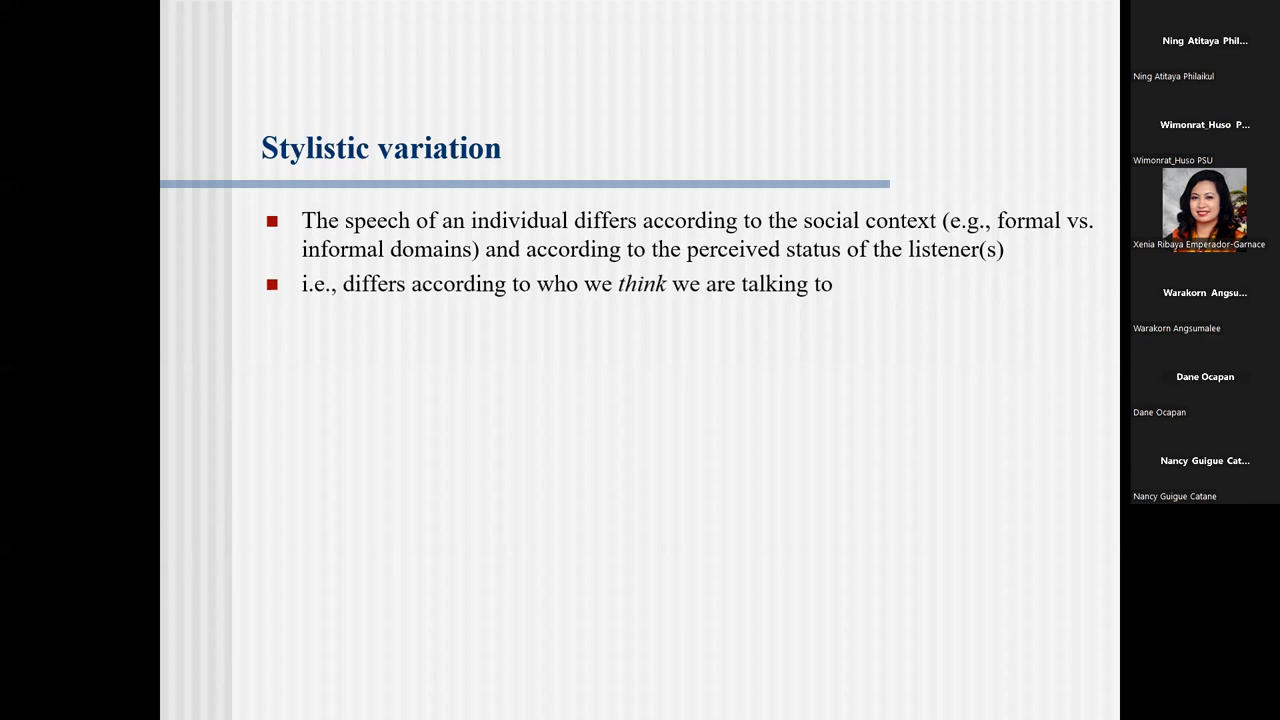 Stylistic variation
The speech of an individual differs according to the social context (e.g., formal vs.
informal domains) and according to the perceived status of the listener(s)
i.e., differs according to who we think we are talking to
Ning Atitaya Phil...
Ning Atitaya Philaikul
Wimonrat_Huso P...
Wimonrat_Huso PSU
Xenia Ribaya Emperador-Garnace
Warakorn Angsu...
Warakorn Angsumalee
Dane Ocapan
Dane Ocapan
Nancy Guigue Cat...
Nancy Guigue Catane